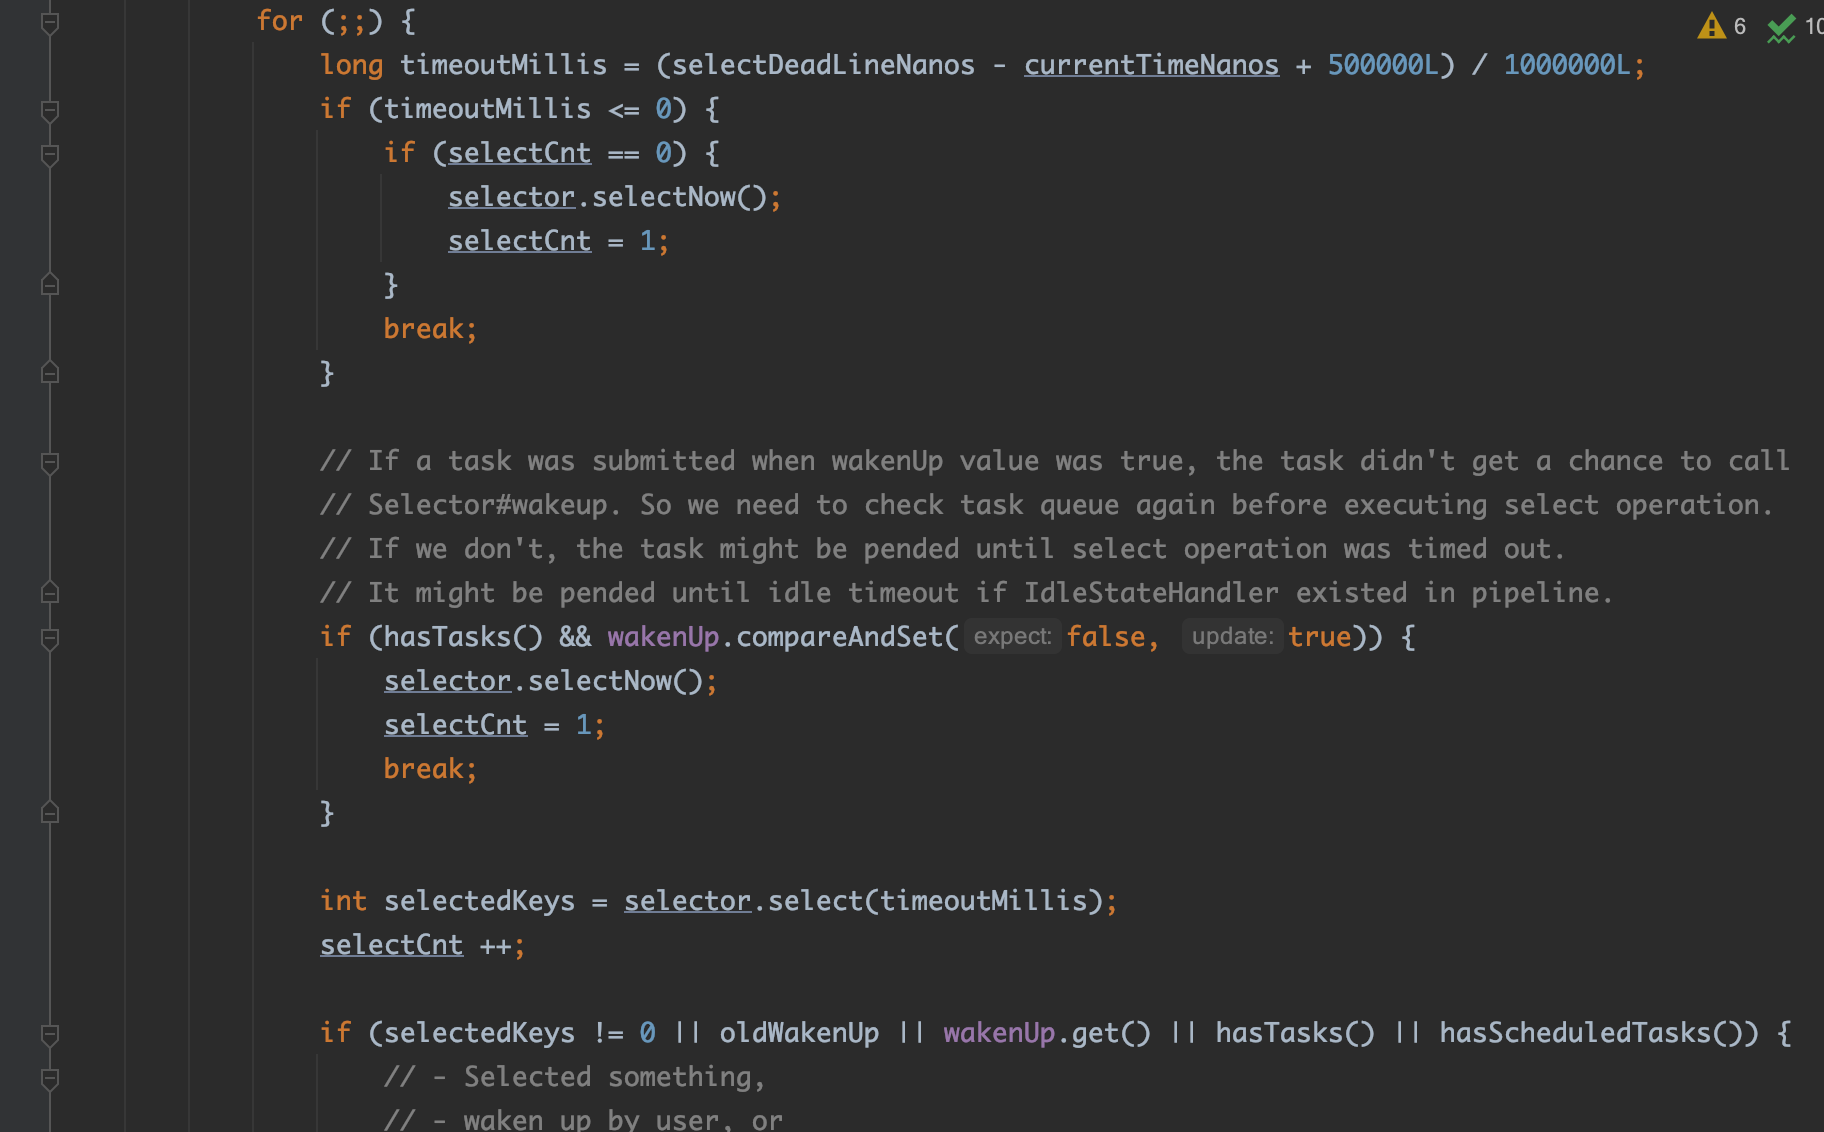 for (;;) {
6 10
long timeoutMillis = (selectDeadLineNanos - currentTimeNanos + 500000L) / 1000000L;
if (timeoutMillis <= 0) {
if (selectCnt == 0) {
selector.selectNow();
selectCnt = 1;
}
break;
}
// If a task was submitted when wakenUp value was true, the task didn't get a chance to call
// Selector#wakeup. So we need to check task queue again before executing select operation.
// If we don't, the task might be pended until select operation was timed out.
// It might be pended until idle timeout if IdleStateHandler existed in pipeline.
if (hasTasks() && wakenUp.compareAndSet( expect: false, update: true)) {
selector.selectNow();
selectCnt = 1;
break;
}
int selectedKeys = selector.select(timeoutMillis);
selectCnt ++;
if (selectedKeys != 0 || oldWakenUp || wakenUp.get() || hasTasks() || hasScheduledTasks()) {
// - Selected something,
// - waken up by user, or